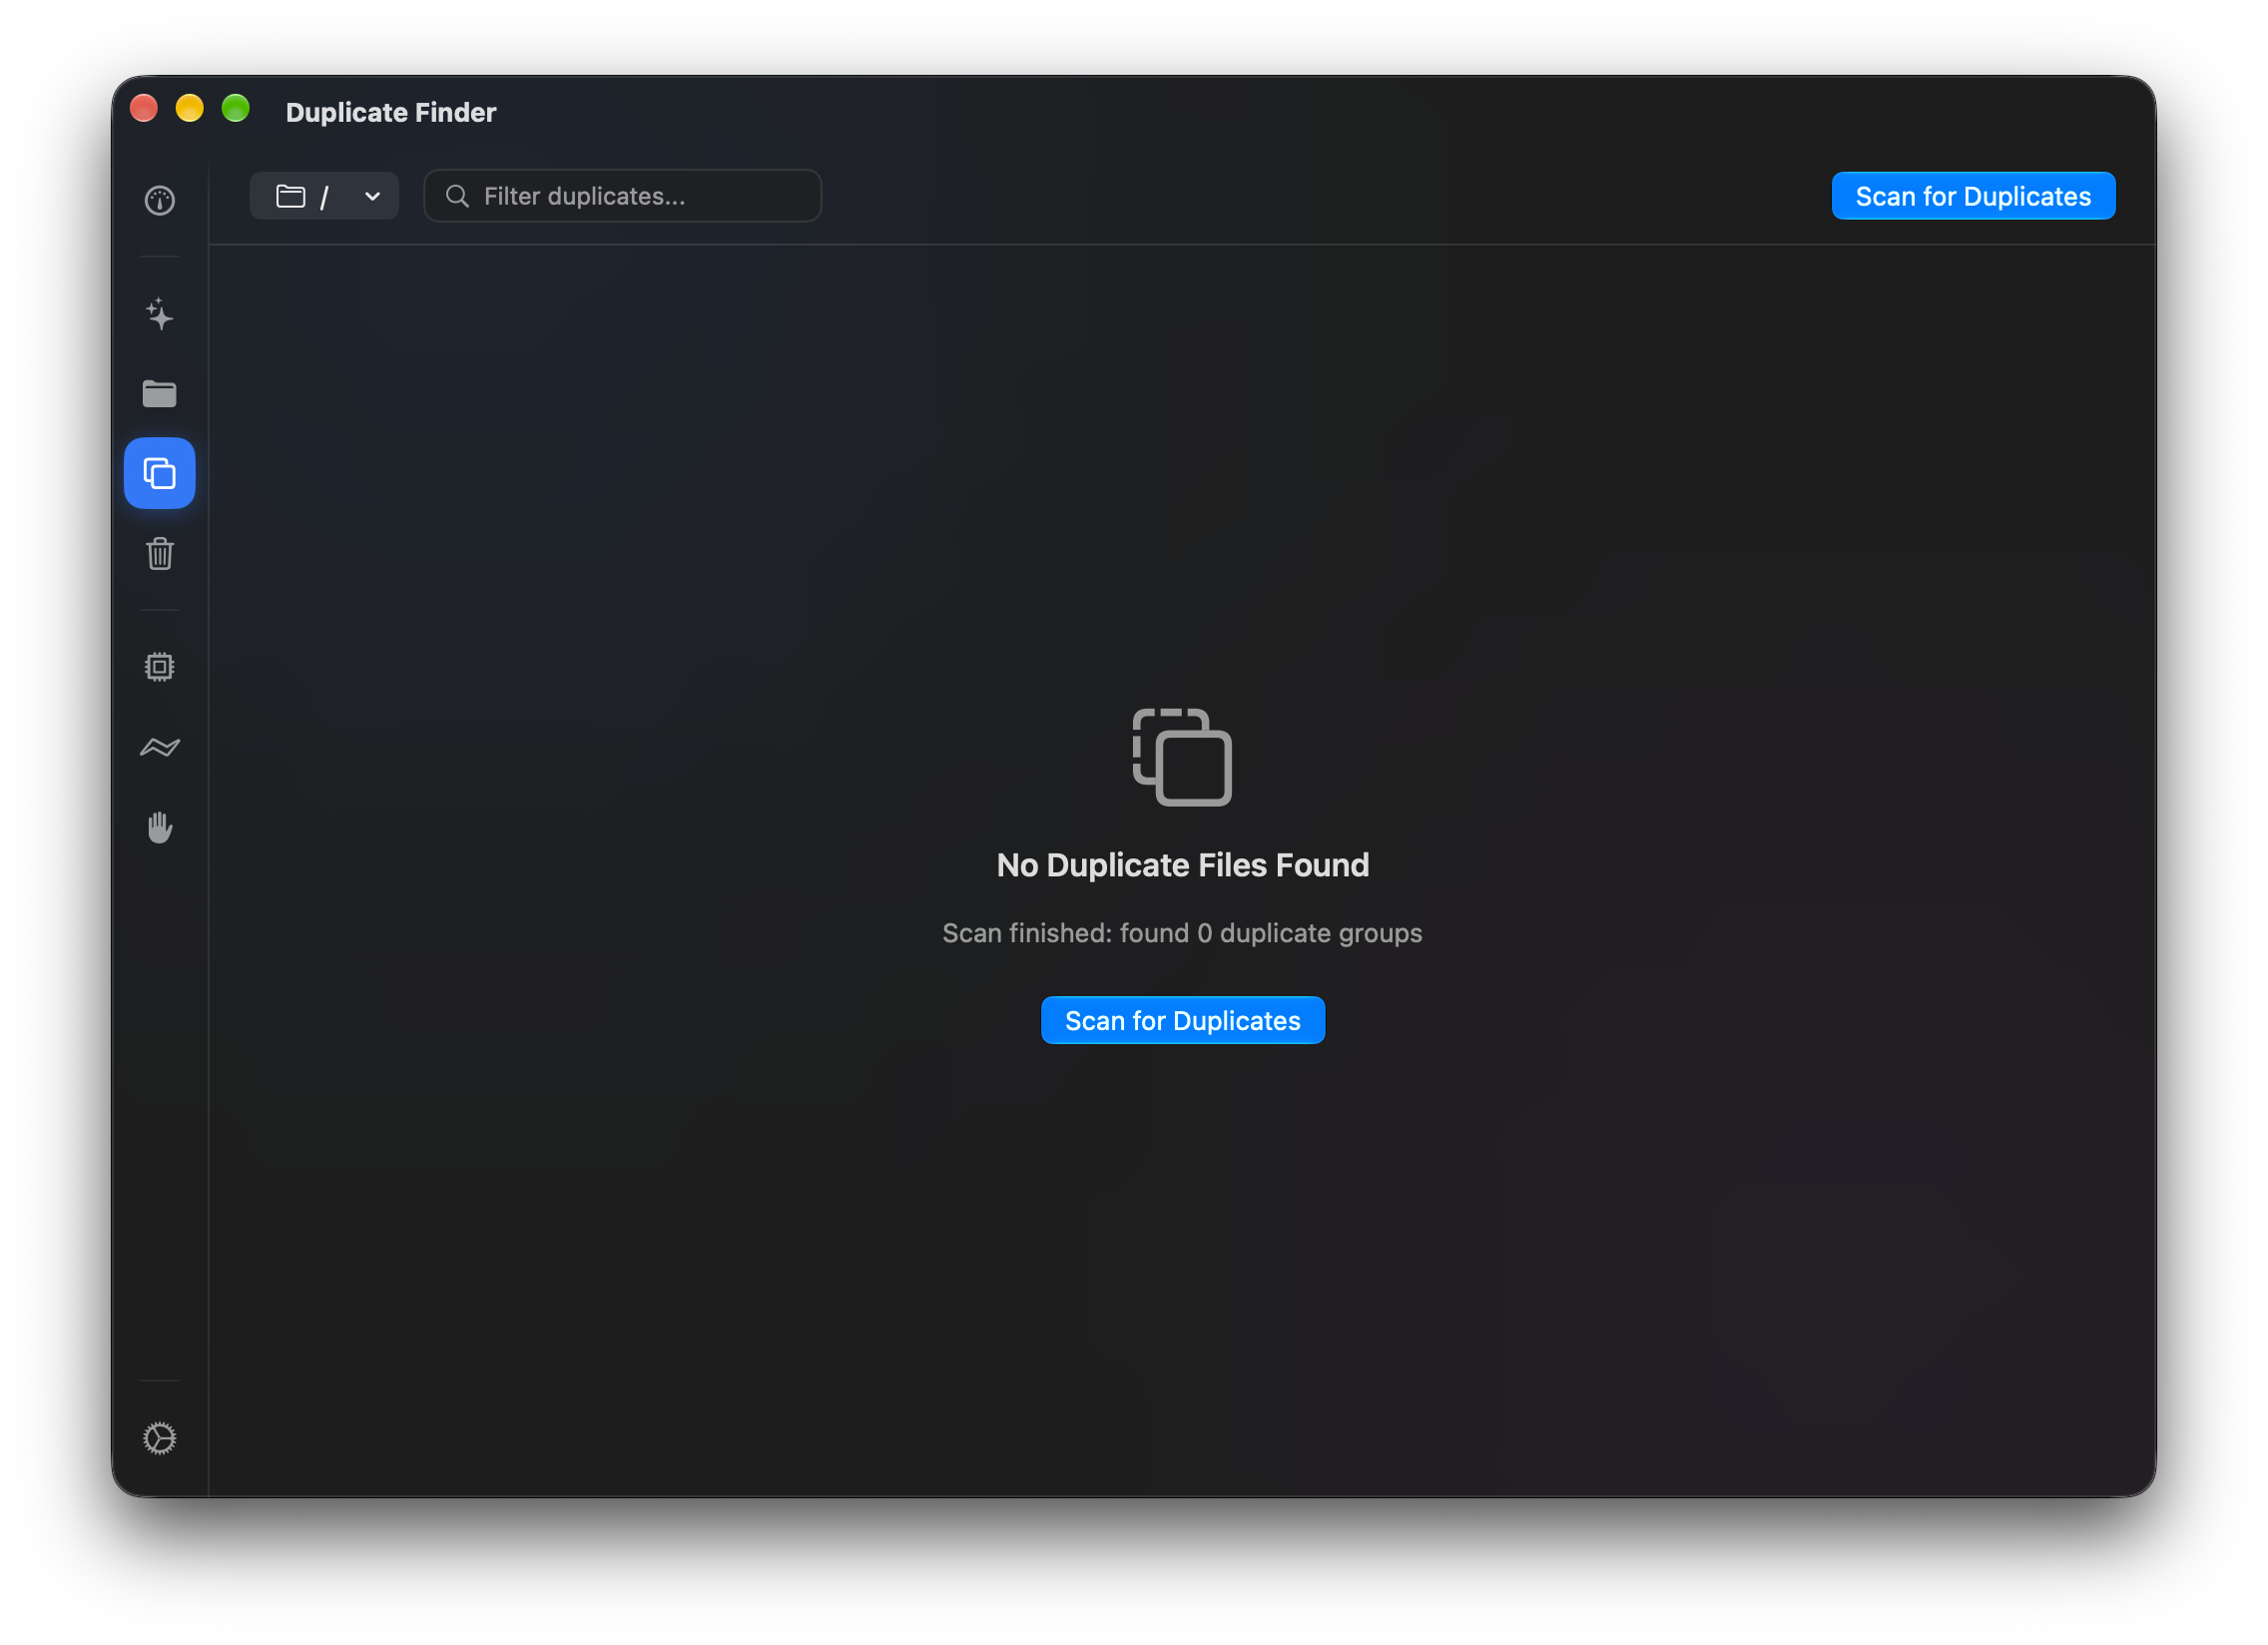 Duplicate Finder
/
Filter duplicates...
Scan for Duplicates
No Duplicate Files Found
Scan finished: found 0 duplicate groups
Scan for Duplicates